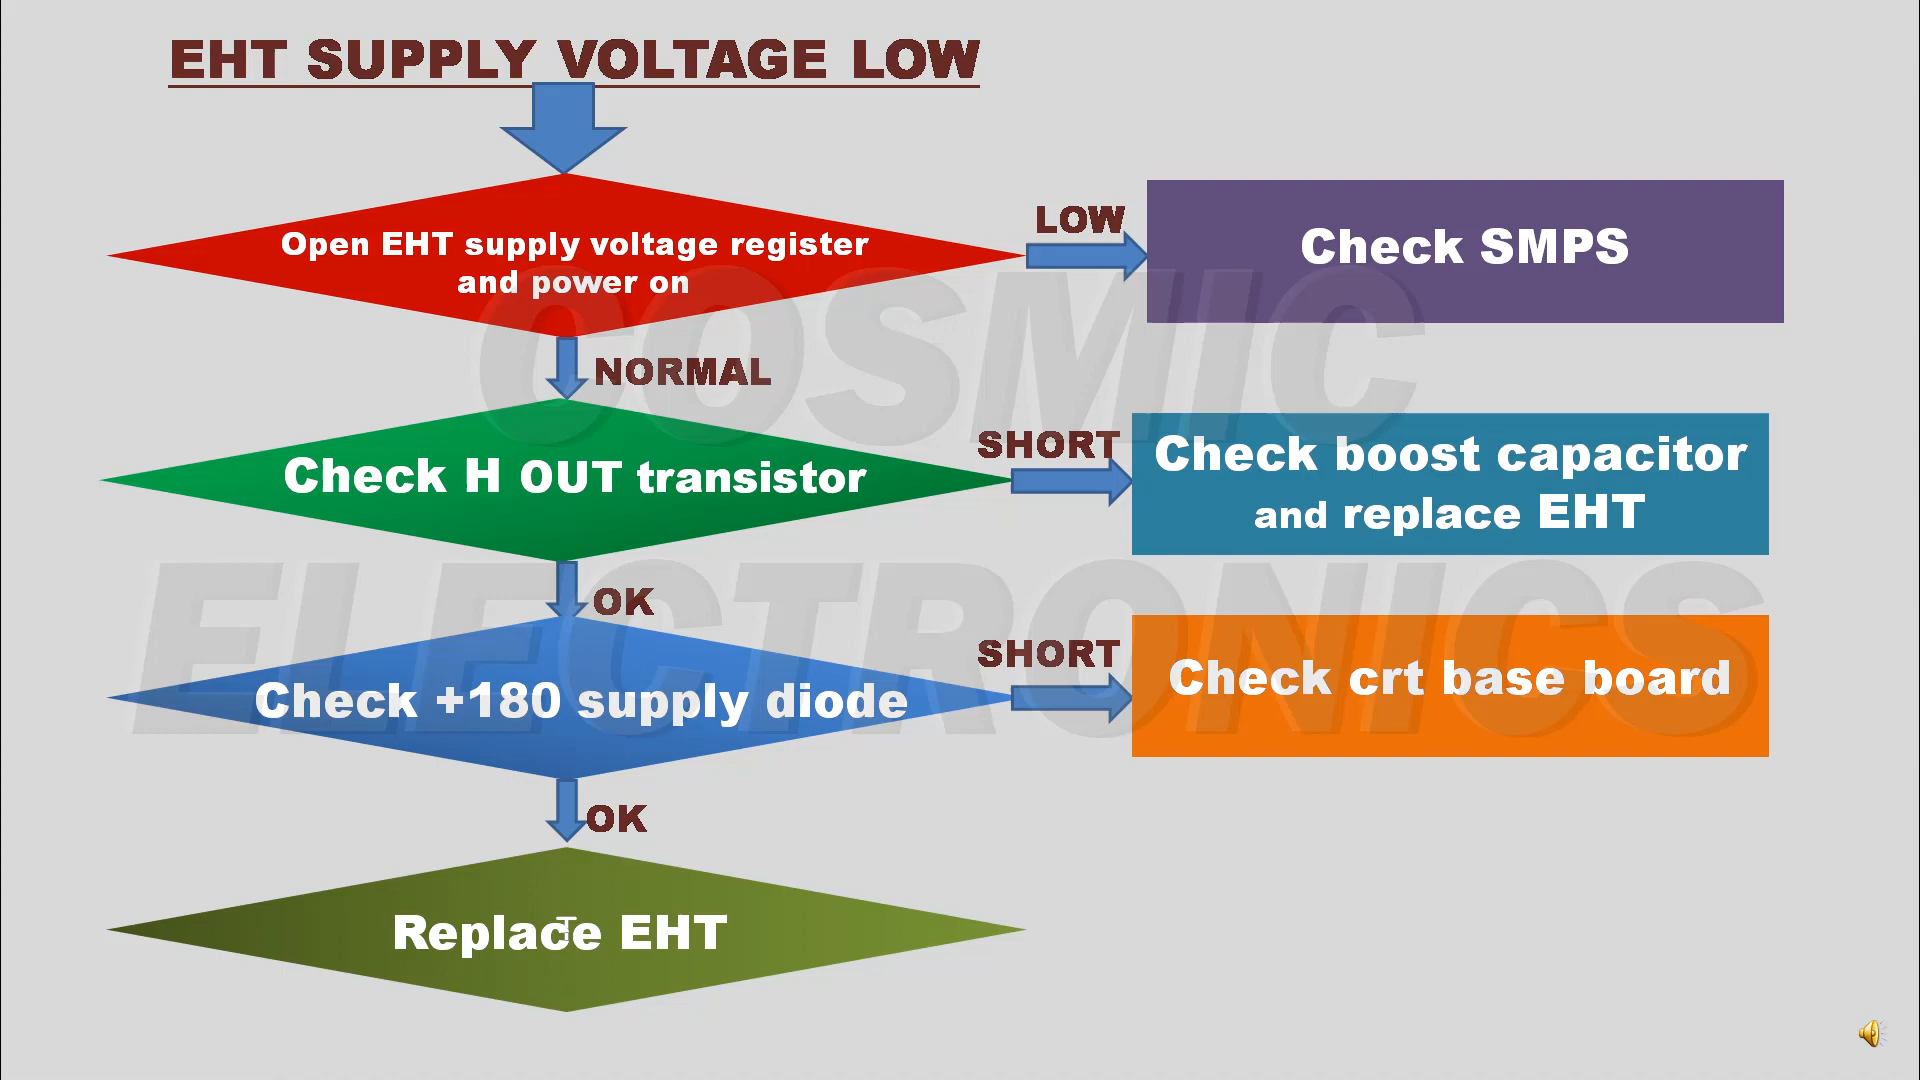 EHT SUPPLY VOLTAGE LOW
Open EHT supply voltage register
and power on
LOW
Check SMPS
NORMAL
Check H OUT transistor
SHORT
Check boost capacitor
and replace EHT
OK
Check +180 supply diode
SHORT
Check crt base board
OK
Replace EHT
COSMIC
ELECTRONICS